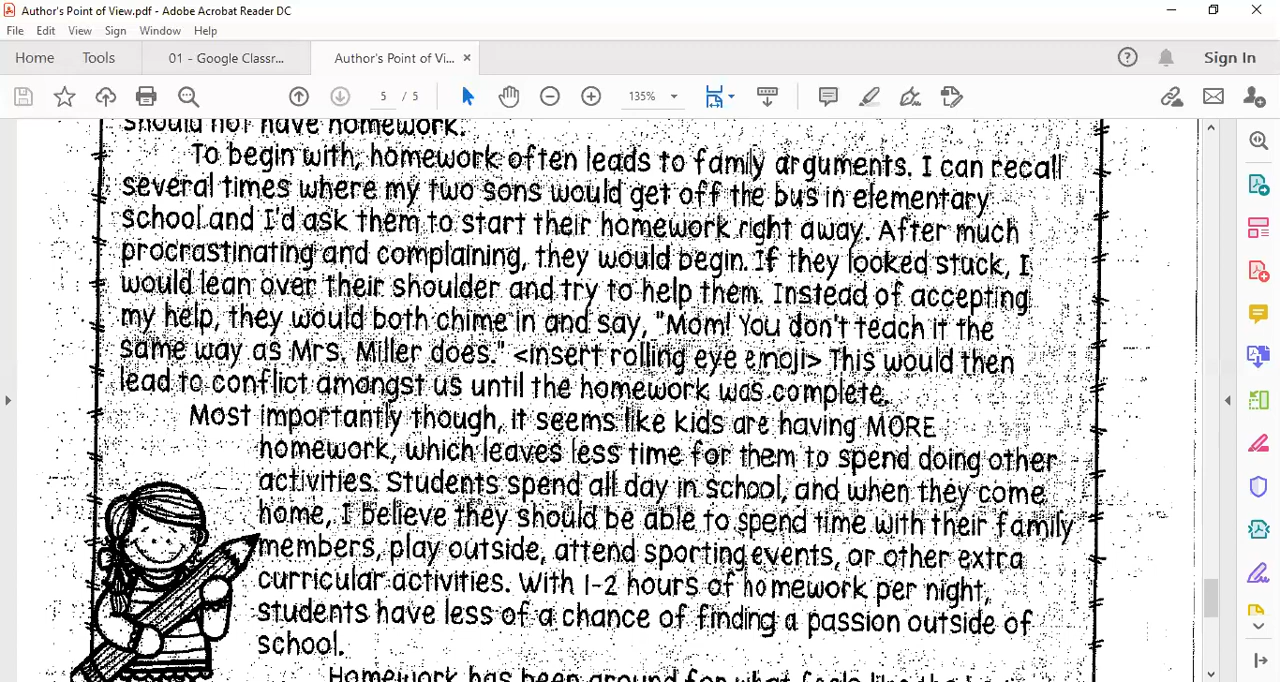 Author's Point of View.pdf - Adobe Acrobat Reader DC
File Edit View Sign Window Help
Home Tools 01 - Google Classr... Author's Point of Vi... × Sign In
5 / 5 135%
should not have homework.
To begin with, homework often leads to family arguments. I can recall
several times where my two sons would get off the bus in elementary
school and I'd ask them to start their homework right away. After much
procrastinating and complaining, they would begin. If they looked stuck, I
would lean over their shoulder and try to help them. Instead of accepting
my help, they would both chime in and say, "Mom! You don't teach it the
same way as Mrs. Miller does." <insert rolling eye emoji> This would then
lead to conflict amongst us until the homework was complete.
Most importantly though, it seems like kids are having MORE
homework, which leaves less time for them to spend doing other
activities. Students spend all day in school, and when they come
home, I believe they should be able to spend time with their family
members, play outside, attend sporting events, or other extra
curricular activities. With 1-2 hours of homework per night,
students have less of a chance of finding a passion outside of
school.
Homework has been around for what feels like the